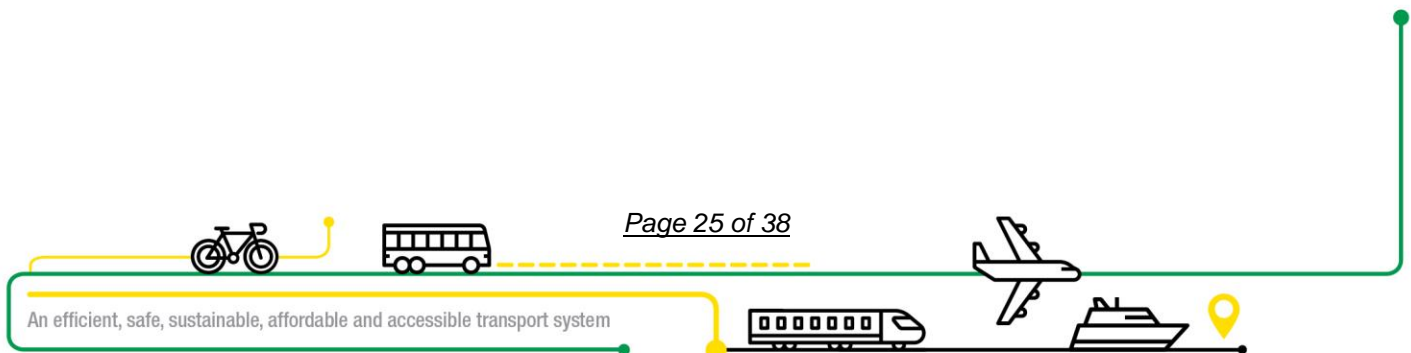 Page 25 of 38
An efficient, safe, sustainable, affordable and accessible transport system